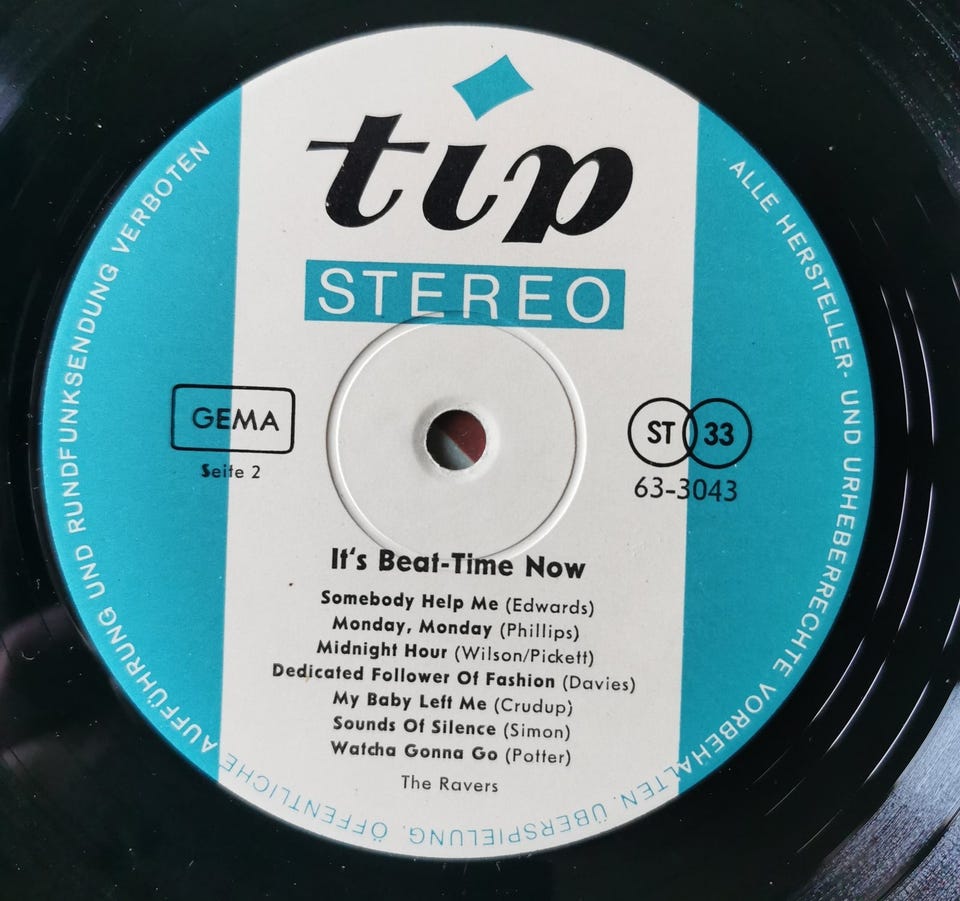 tip
STEREO
GEMA
Seite 2
ST 33
63-3043
It's Beat-Time Now
Somebody Help Me (Edwards)
Monday, Monday (Phillips)
Midnight Hour (Wilson/Pickett)
Dedicated Follower Of Fashion (Davies)
My Baby Left Me (Crudup)
Sounds Of Silence (Simon)
Watcha Gonna Go (Potter)
The Ravers
ALLE HERSTELLER- UND URHEBERRECHTE VORBEHALTEN. ÜBERSPIELUNG. ÖFFENTLICHE AUFFÜHRUNG UND RUNDFUNKSENDUNG VERBOTEN